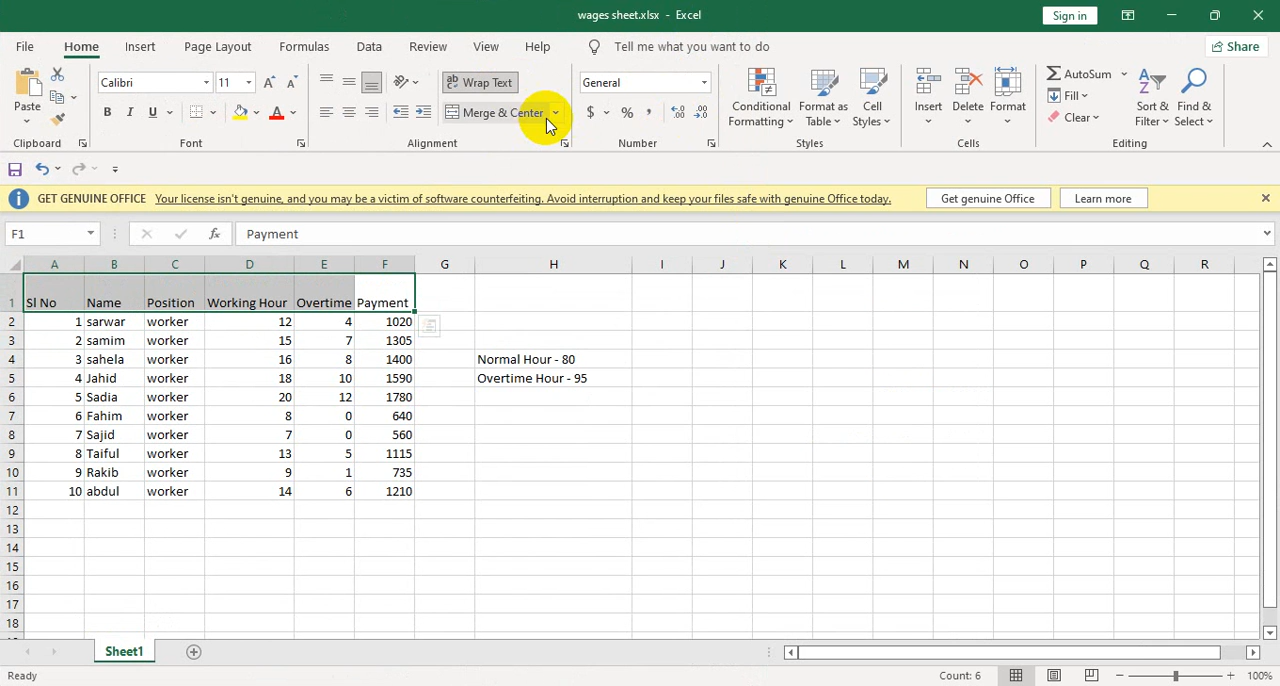 wages sheet.xlsx - Excel
Sign in
File Home Insert Page Layout Formulas Data Review View Help Tell me what you want to do Share
Paste
Calibri 11 A A
B I U A
ab Wrap Text
Merge & Center
General
$ % ,
Conditional Formatting
Format as Table
Cell Styles
Insert
Delete
Format
AutoSum
Fill
Clear
Sort & Filter
Find & Select
Clipboard Font Alignment Number Styles Cells Editing
GET GENUINE OFFICE Your license isn't genuine, and you may be a victim of software counterfeiting. Avoid interruption and keep your files safe with genuine Office today. Get genuine Office Learn more
F1 fx Payment
A B C D E F G H I J K L M N O P Q R
1 Sl No Name Position Working Hour Overtime Payment
2 1 sarwar worker 12 4 1020
3 2 samim worker 15 7 1305
4 3 sahela worker 16 8 1400 Normal Hour - 80
5 4 Jahid worker 18 10 1590 Overtime Hour - 95
6 5 Sadia worker 20 12 1780
7 6 Fahim worker 8 0 640
8 7 Sajid worker 7 0 560
9 8 Taiful worker 13 5 1115
10 9 Rakib worker 9 1 735
11 10 abdul worker 14 6 1210
12
13
14
15
16
17
18
Sheet1
Ready Count: 6 100%